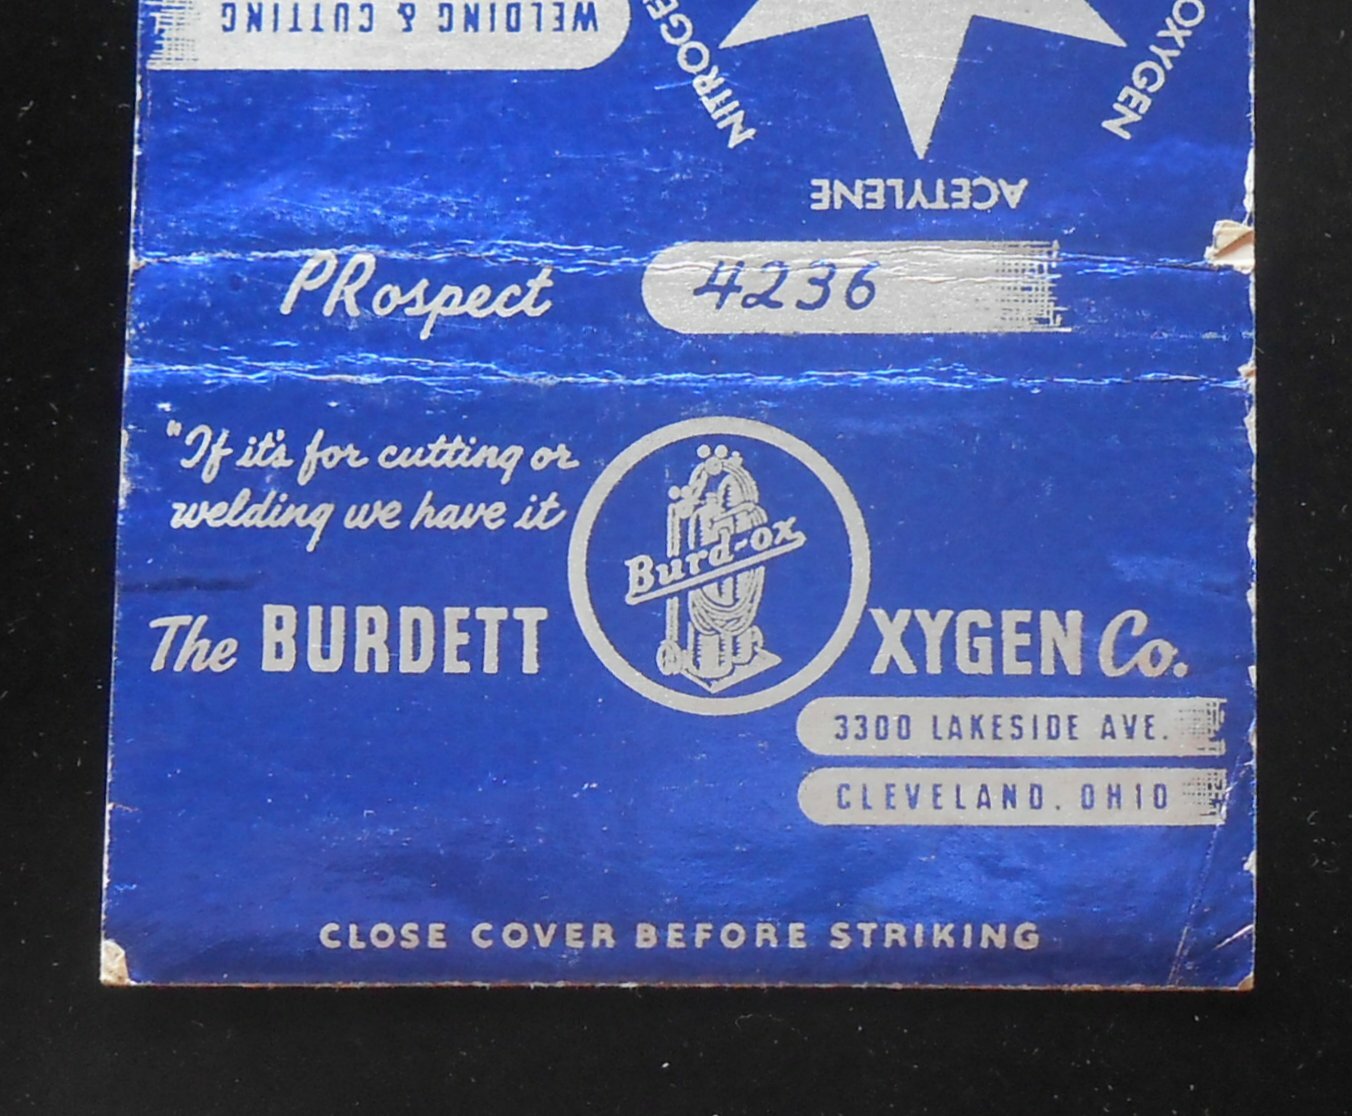 WELDING & CUTTING
NITROGEN
OXYGEN
ACETYLENE
PRospect 4236
"If it's for cutting or
welding we have it
Burd-ox
The BURDETT OXYGEN Co.
3300 LAKESIDE AVE.
CLEVELAND, OHIO
CLOSE COVER BEFORE STRIKING